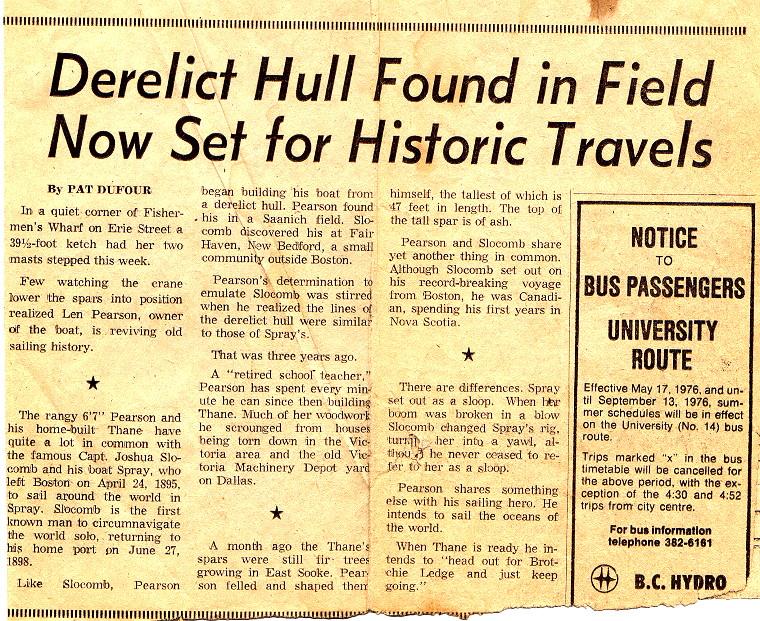 Derelict Hull Found in Field
Now Set for Historic Travels
By PAT DUFOUR
In a quiet corner of Fisher-
men's Wharf on Erie Street a
39½-foot ketch had her two
masts stepped this week.
Few watching the crane
lower the spars into position
realized Len Pearson, owner
of the boat, is reviving old
sailing history.
★
The rangy 6'7" Pearson and
his home-built Thane have
quite a lot in common with
the famous Capt. Joshua Slo-
comb and his boat Spray, who
left Boston on April 24, 1895,
to sail around the world in
Spray. Slocomb is the first
known man to circumnavigate
the world solo, returning to
his home port on June 27,
1898.
Like Slocomb, Pearson
began building his boat from
a derelict hull. Pearson found
his in a Saanich field. Slo-
comb discovered his at Fair
Haven, New Bedford, a small
community outside Boston.
Pearson's determination to
emulate Slocomb was stirred
when he realized the lines of
the derelict hull were similar
to those of Spray's.
That was three years ago.
A "retired school teacher,"
Pearson has spent every min-
ute he can since then building
Thane. Much of her woodwork
he scrounged from houses
being torn down in the Vic-
toria area and the old Vic-
toria Machinery Depot yard
on Dallas.
★
A month ago the Thane's
spars were still fir trees
growing in East Sooke. Pear-
son felled and shaped them
himself, the tallest of which is
47 feet in length. The top of
the tall spar is of ash.
Pearson and Slocomb share
yet another thing in common.
Although Slocomb set out on
his record-breaking voyage
from Boston, he was Canadi-
an, spending his first years in
Nova Scotia.
★
There are differences. Spray
set out as a sloop. When her
boom was broken in a blow
Slocomb changed Spray's rig,
her into a yawl, al-
he never ceased to re-
fer to her as a sloop.
Pearson shares something
else with his sailing hero. He
intends to sail the oceans of
the world.
When Thane is ready he in-
tends to "head out for Brot-
chie Ledge and just keep
going."
NOTICE
TO
BUS PASSENGERS
UNIVERSITY
ROUTE
Effective May 17, 1976, and un-
til September 13, 1976, sum-
mer schedules will be in effect
on the University (No. 14) bus
route.
Trips marked "x" in the bus
timetable will be cancelled for
the above period, with the ex-
ception of the 4:30 and 4:52
trips from city centre.
For bus information
telephone 382-6161
B.C. HYDRO